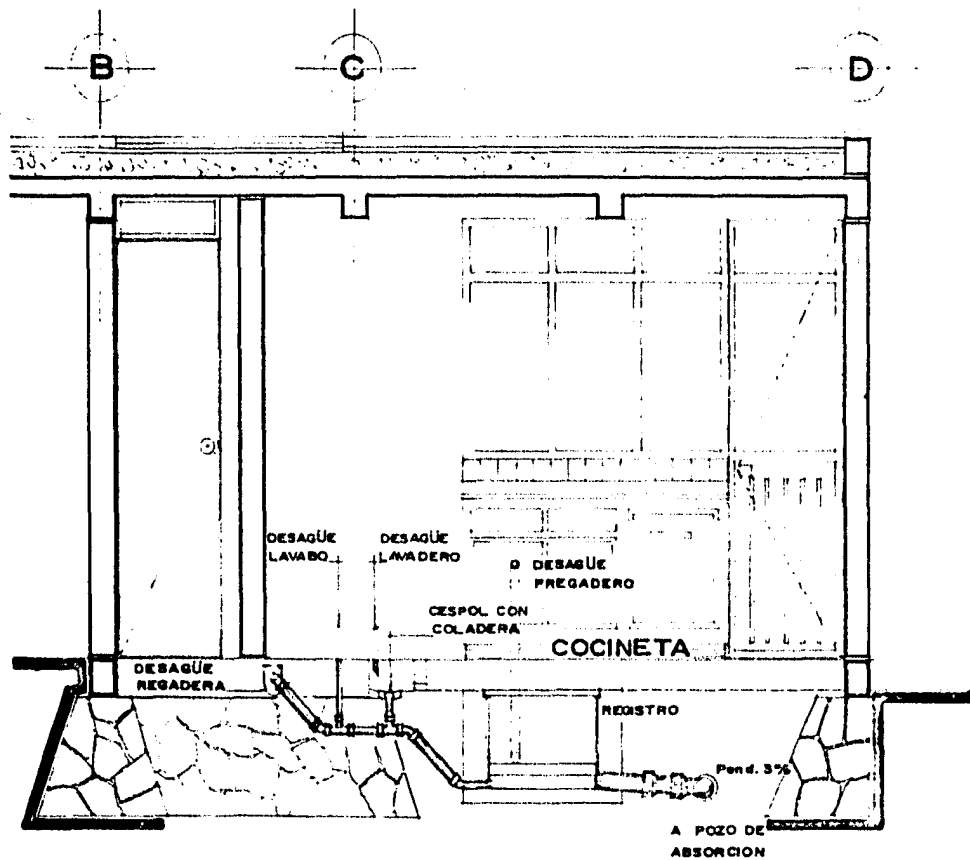 B
C
D
DESAGÜE
LAVABO
DESAGÜE
LAVADERO
DESAGÜE
FREGADERO
CESPOL CON
COLADERA
COCINETA
DESAGÜE
REGADERA
REGISTRO
Pend. 3%
A POZO DE
ABSORCION